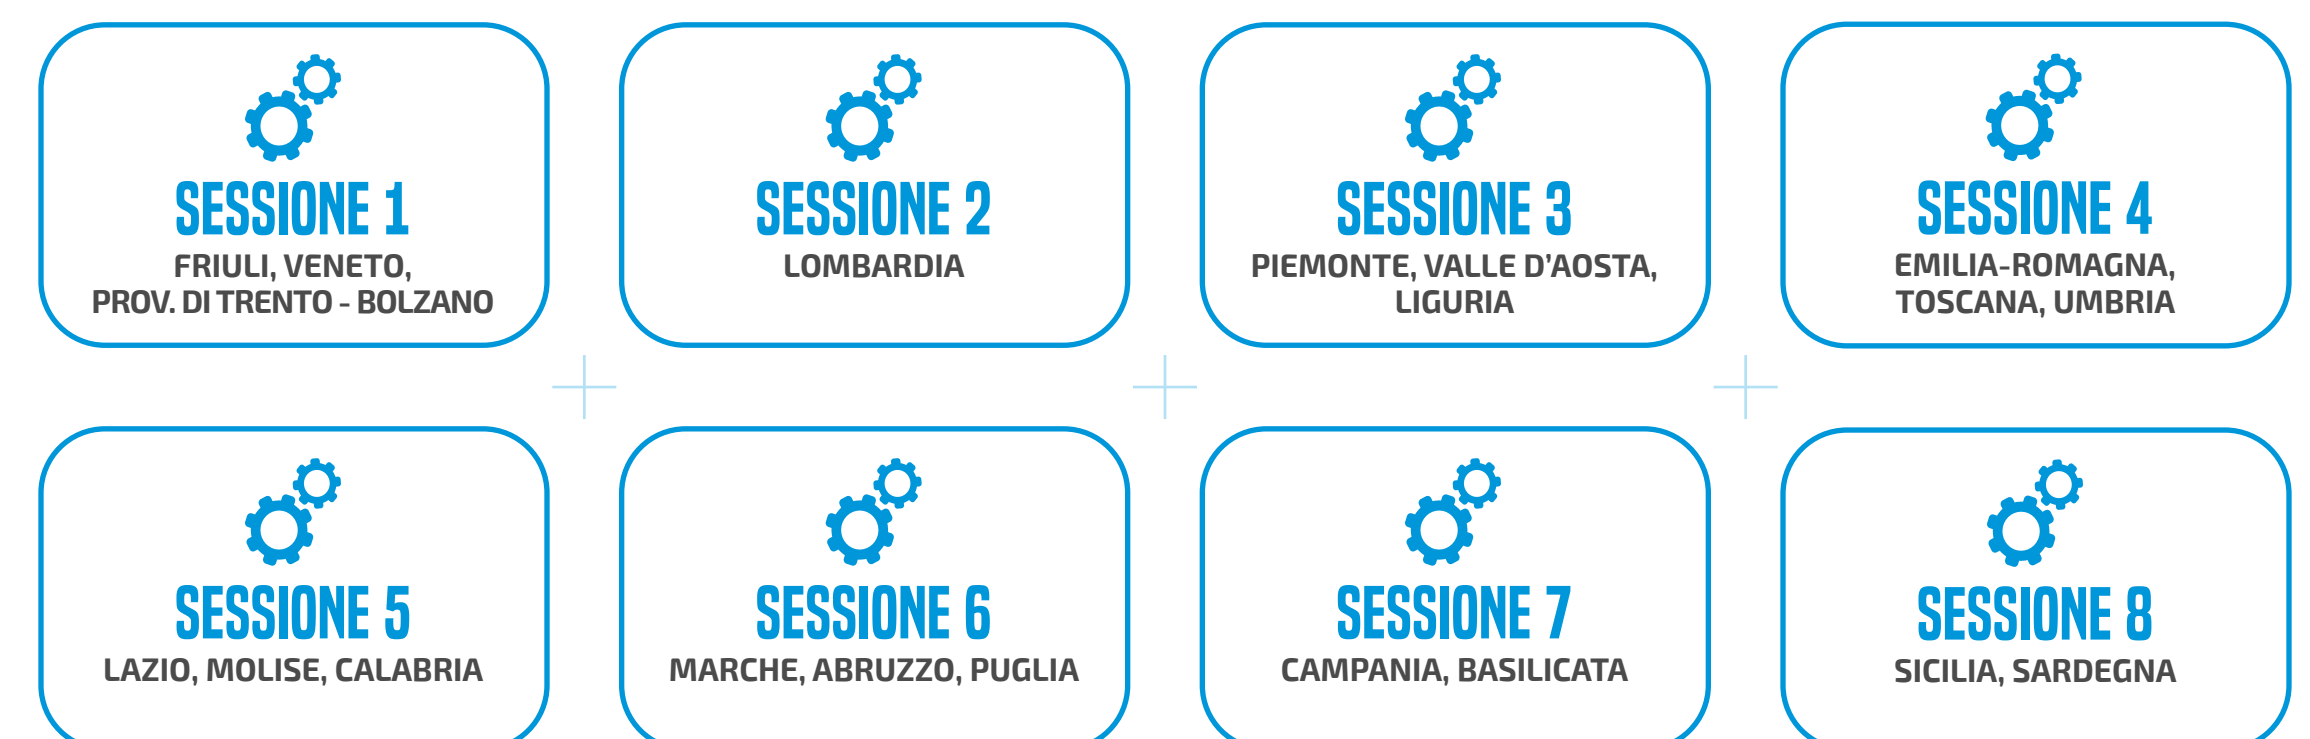 SESSIONE 1
FRIULI, VENETO,
PROV. DI TRENTO - BOLZANO
SESSIONE 2
LOMBARDIA
SESSIONE 3
PIEMONTE, VALLE D’AOSTA,
LIGURIA
SESSIONE 4
EMILIA-ROMAGNA,
TOSCANA, UMBRIA
SESSIONE 5
LAZIO, MOLISE, CALABRIA
SESSIONE 6
MARCHE, ABRUZZO, PUGLIA
SESSIONE 7
CAMPANIA, BASILICATA
SESSIONE 8
SICILIA, SARDEGNA